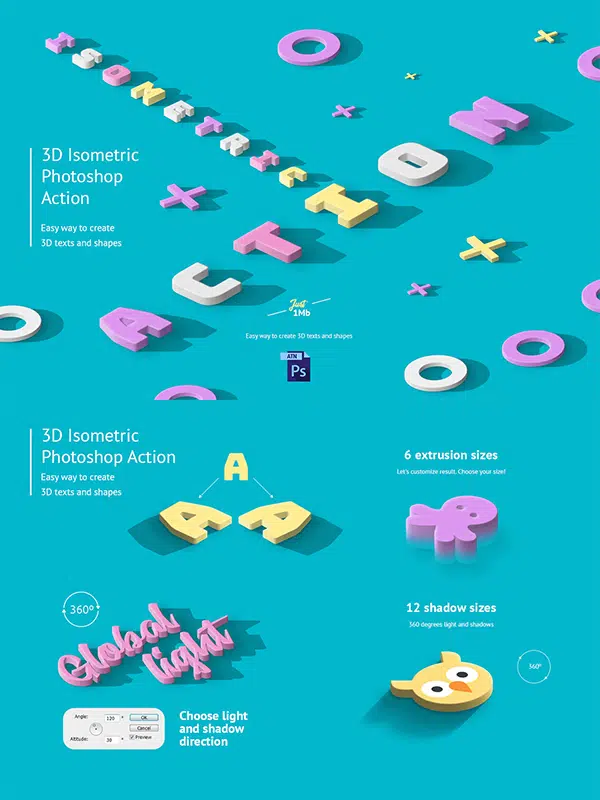 ISOMETRIC
ACTION
3D Isometric
Photoshop
Action
Easy way to create
3D texts and shapes
Just
1Mb
Easy way to create 3D texts and shapes
ATN
Ps
3D Isometric
Photoshop Action
Easy way to create
3D texts and shapes
A
A A
6 extrusion sizes
Let's customize result. Choose your size!
360º
Global
light
Angle: 120 °
OK
Cancel
Altitude: 30 °
Preview
Choose light
and shadow
direction
12 shadow sizes
360 degrees light and shadows
360º